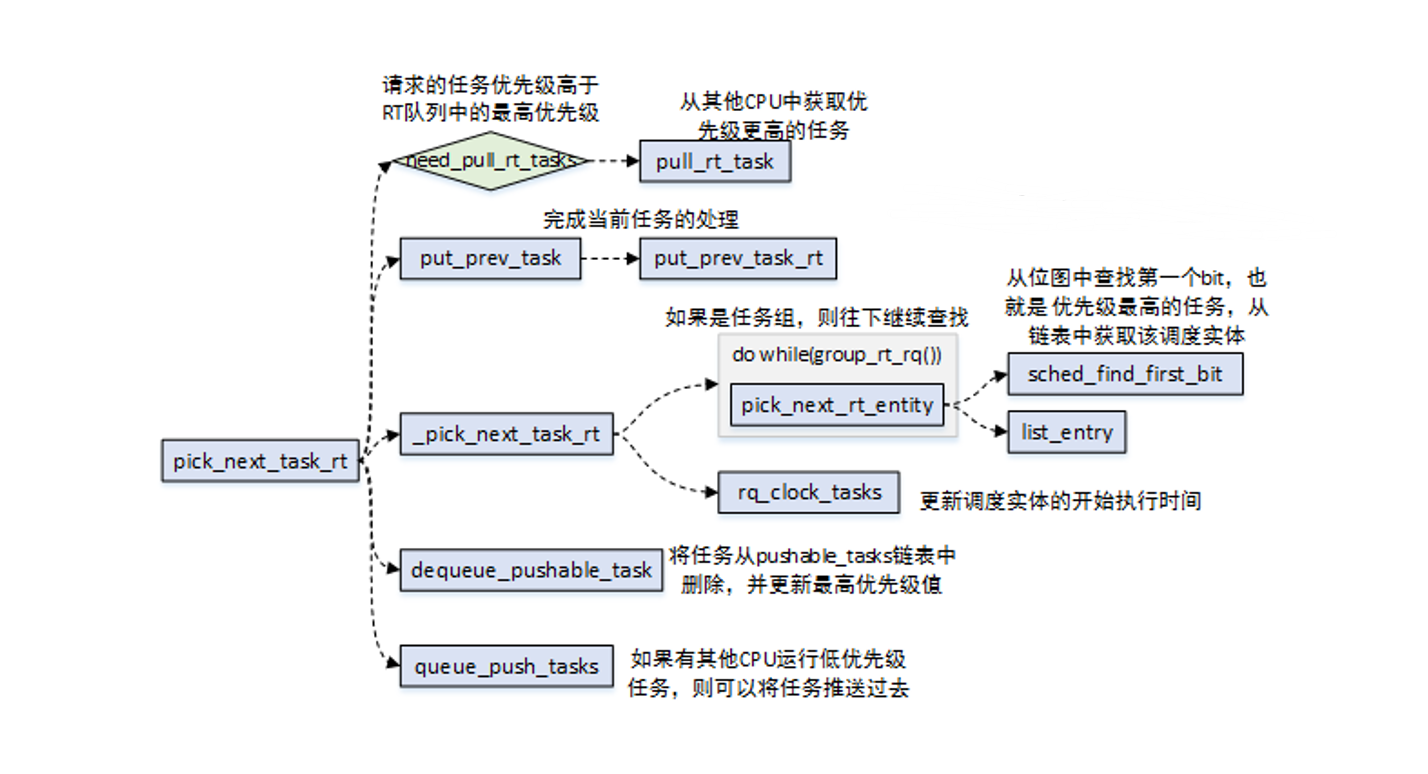 请求的任务优先级高于
RT队列中的最高优先级
need_pull_rt_tasks
从其他CPU中获取优
先级更高的任务
pull_rt_task
完成当前任务的处理
put_prev_task
put_prev_task_rt
从位图中查找第一个bit，也
就是 优先级最高的任务，从
链表中获取该调度实体
如果是任务组，则往下继续查找
do while(group_rt_rq())
pick_next_rt_entity
sched_find_first_bit
list_entry
_pick_next_task_rt
pick_next_task_rt
rq_clock_tasks
更新调度实体的开始执行时间
dequeue_pushable_task
将任务从pushable_tasks链表中
删除，并更新最高优先级值
queue_push_tasks
如果有其他CPU运行低优先级
任务，则可以将任务推送过去